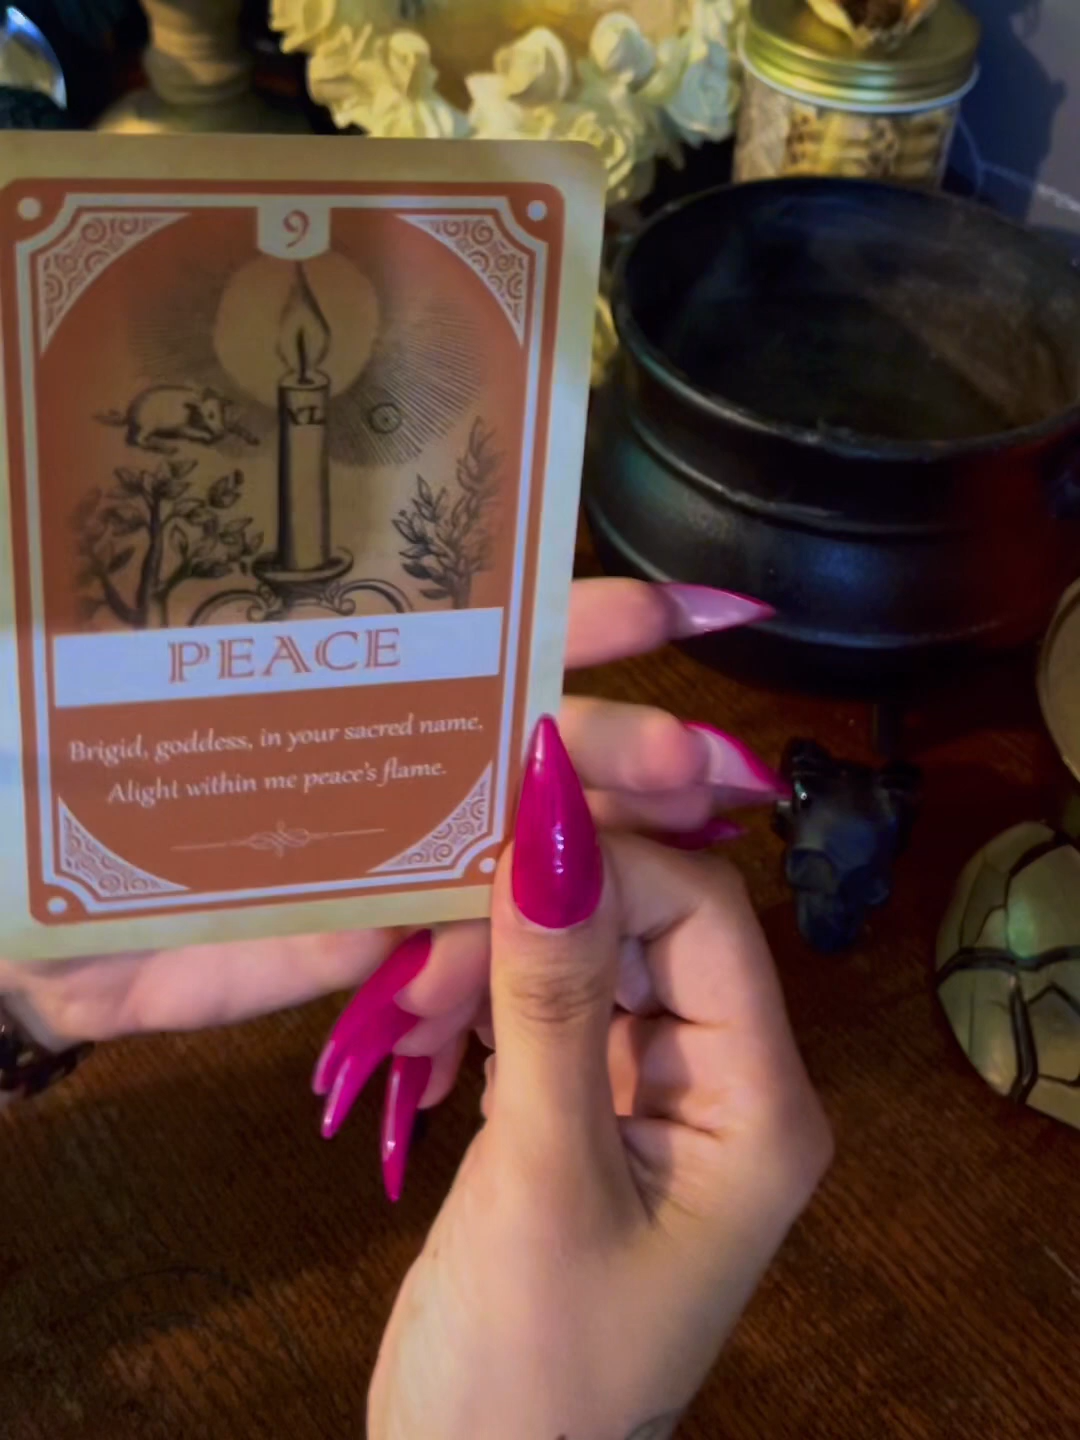 9
PEACE
Brigid, goddess, in your sacred name,
Alight within me peace's flame.